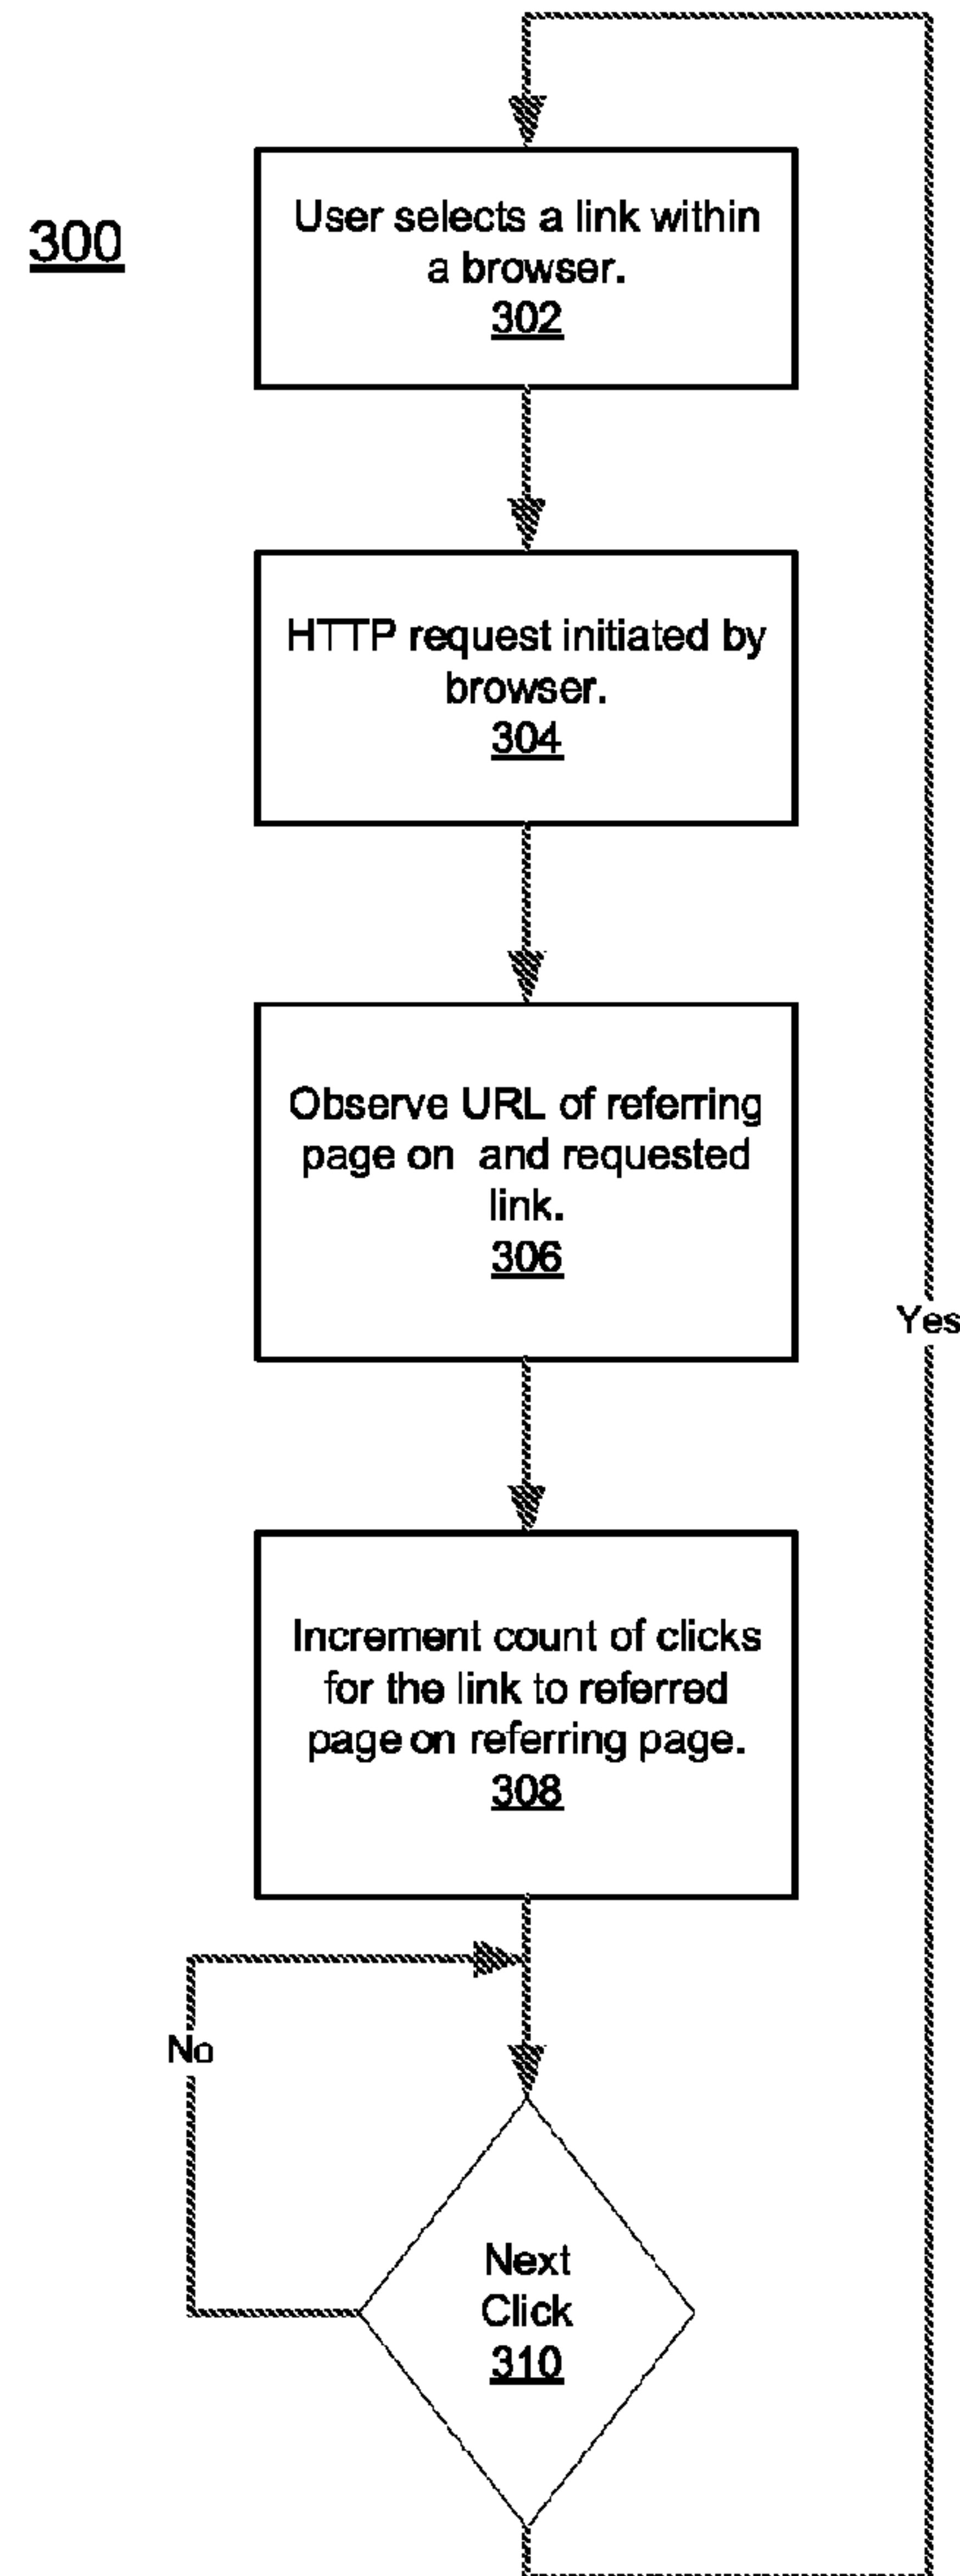 300
User selects a link within
a browser.
302
HTTP request initiated by
browser.
304
Observe URL of referring
page on and requested
link.
306
Yes
Increment count of clicks
for the link to referred
page on referring page.
308
No
Next
Click
310